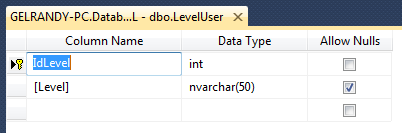 GELRANDY-PC.Datab...L - dbo.LevelUser
Column Name Data Type Allow Nulls
IdLevel int
[Level] nvarchar(50)